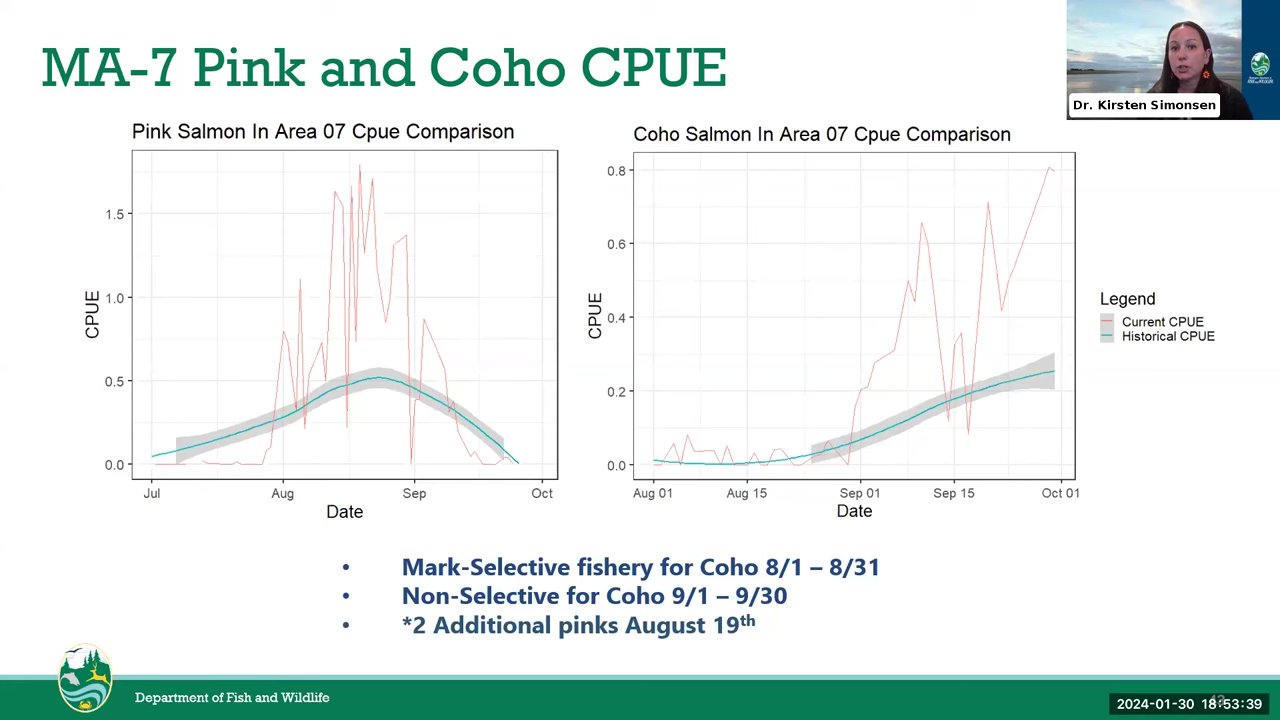 MA-7 Pink and Coho CPUE
Dr. Kirsten Simonsen
Pink Salmon In Area 07 Cpue Comparison
1.5
1.0
0.5
0.0
CPUE
Jul Aug Sep Oct
Date
Coho Salmon In Area 07 Cpue Comparison
0.8
0.6
0.4
0.2
0.0
CPUE
Aug 01 Aug 15 Sep 01 Sep 15 Oct 01
Date
Legend
Current CPUE
Historical CPUE
• Mark-Selective fishery for Coho 8/1 – 8/31
• Non-Selective for Coho 9/1 – 9/30
• *2 Additional pinks August 19th
Department of Fish and Wildlife
2024-01-30 18:53:39